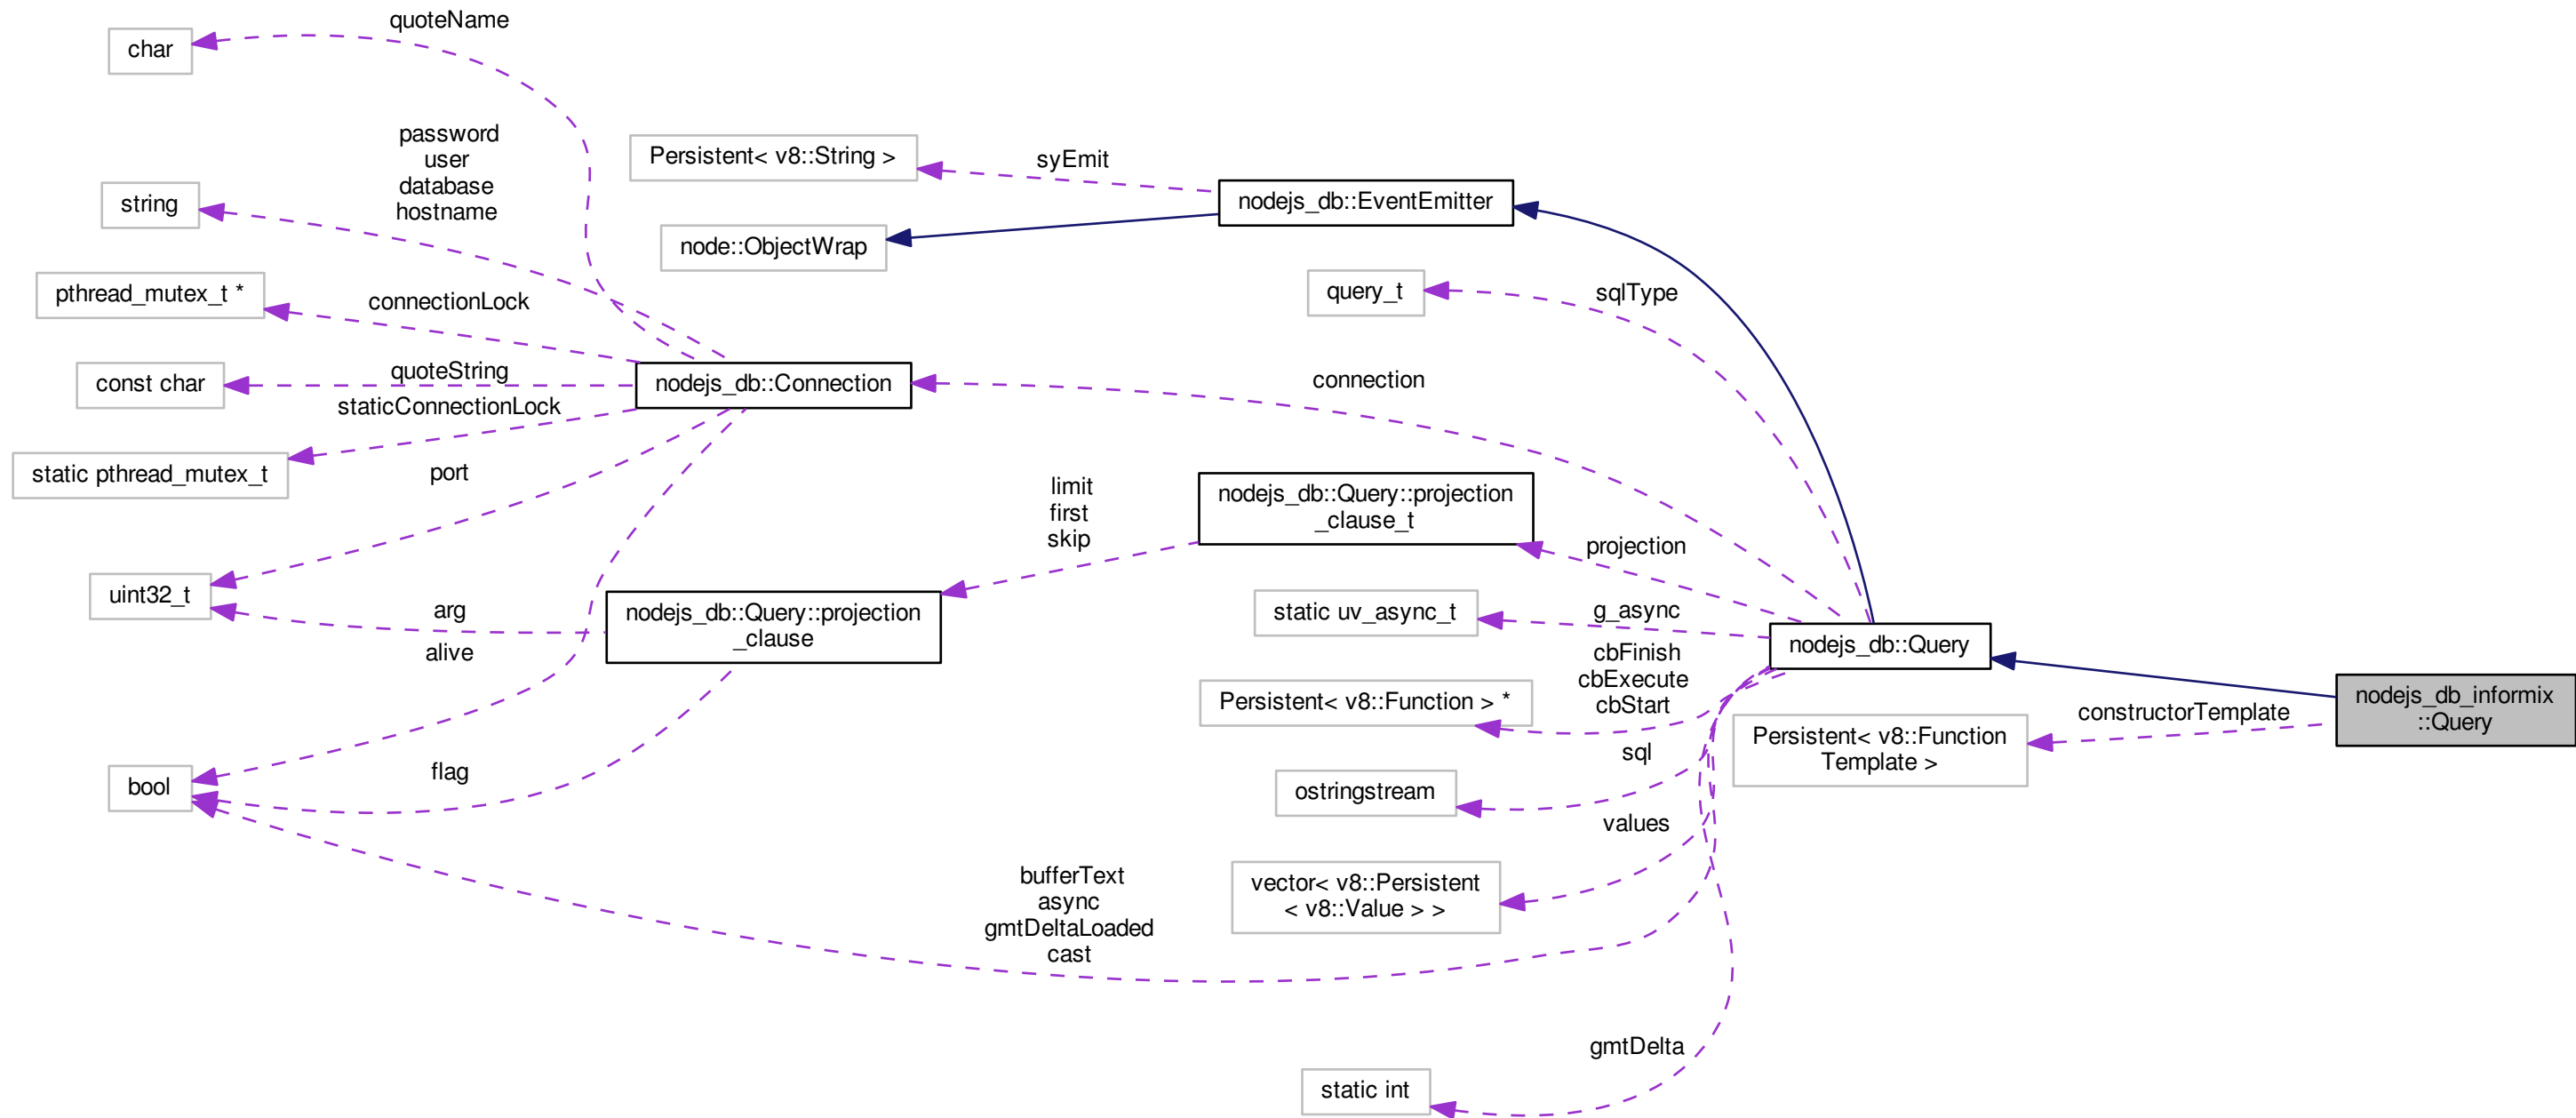 quoteName
char
password
user
database
hostname
string
Persistent< v8::String >
syEmit
nodejs_db::EventEmitter
node::ObjectWrap
pthread_mutex_t *
connectionLock
query_t
sqlType
const char
quoteString
nodejs_db::Connection
connection
staticConnectionLock
static pthread_mutex_t
port
limit
first
skip
nodejs_db::Query::projection
_clause_t
projection
uint32_t
arg
alive
nodejs_db::Query::projection
_clause
static uv_async_t
g_async
nodejs_db::Query
cbFinish
cbExecute
cbStart
Persistent< v8::Function > *
nodejs_db_informix
::Query
constructorTemplate
Persistent< v8::Function
Template >
bool
flag
ostringstream
sql
values
vector< v8::Persistent
< v8::Value > >
bufferText
async
gmtDeltaLoaded
cast
gmtDelta
static int